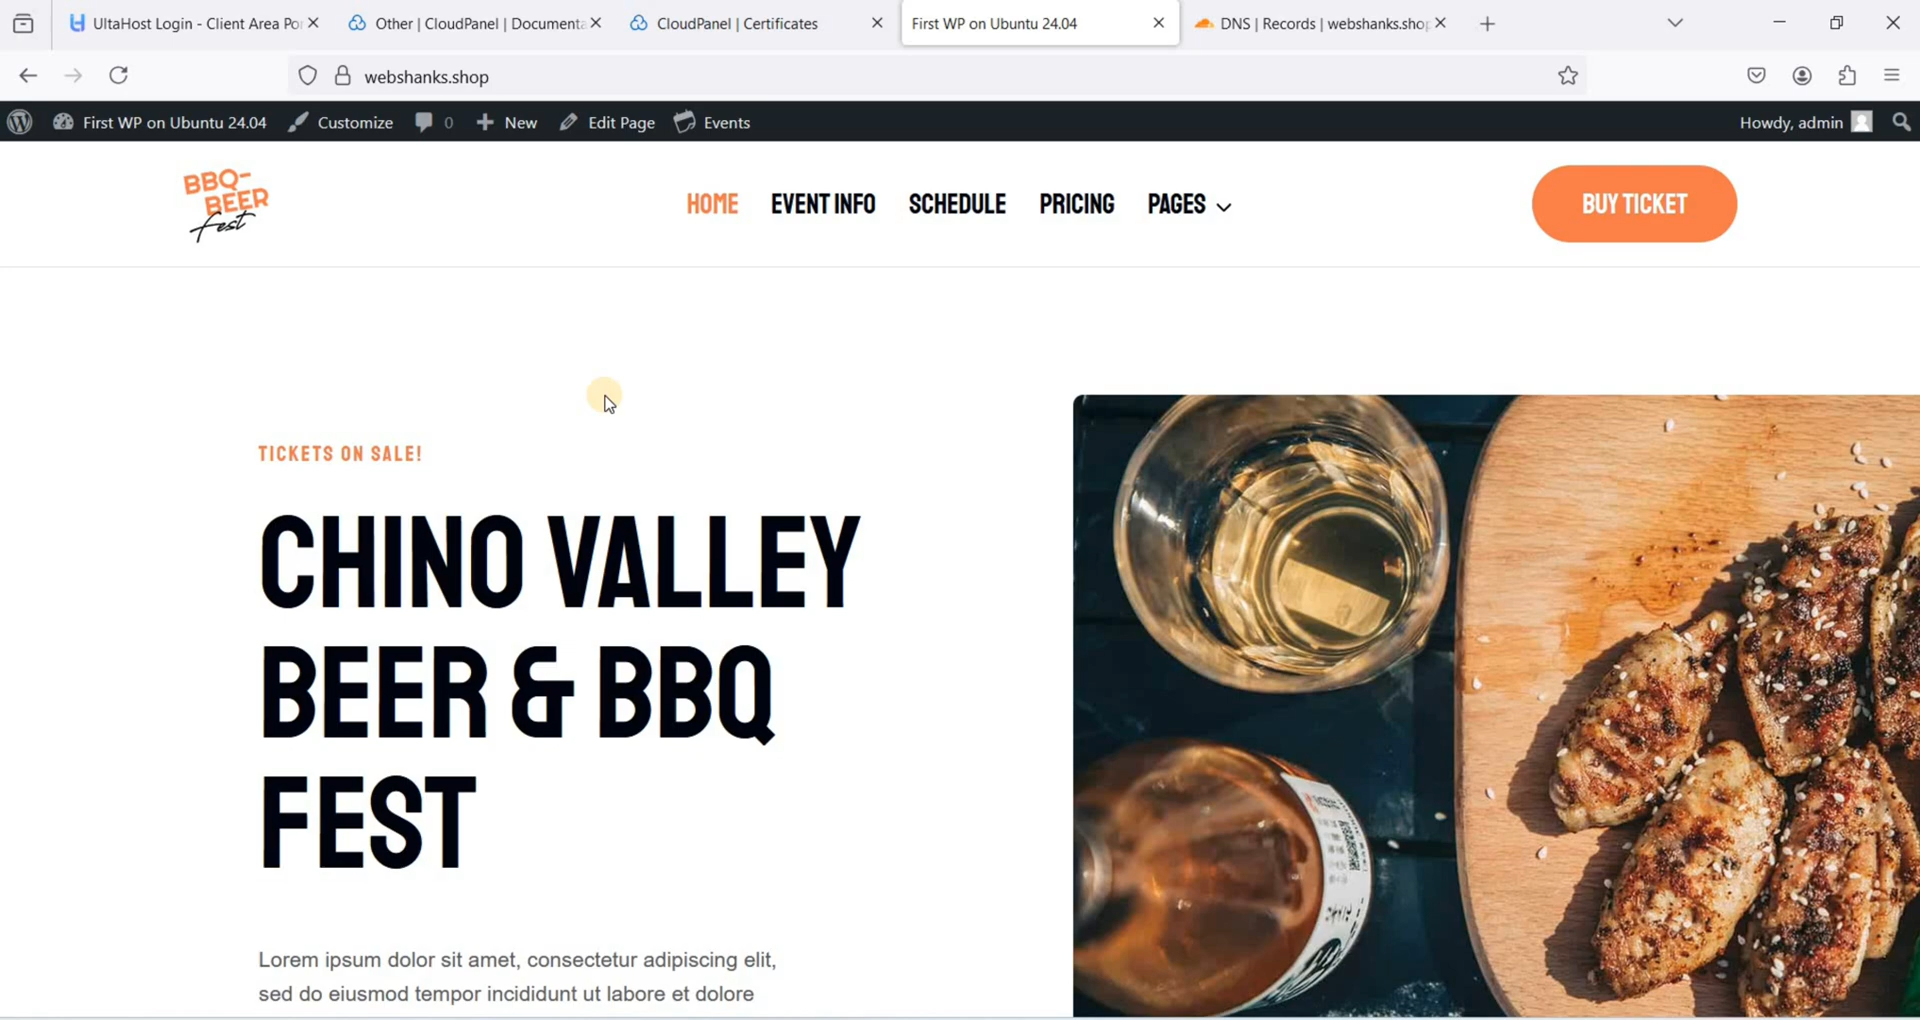 UltaHost Login - Client Area Por
Other | CloudPanel | Documenta
CloudPanel | Certificates
First WP on Ubuntu 24.04
DNS | Records | webshanks.shop
webshanks.shop
First WP on Ubuntu 24.04
Customize
0
New
Edit Page
Events
Howdy, admin
BBQ-
BEER
Fest
HOME
EVENT INFO
SCHEDULE
PRICING
PAGES
BUY TICKET
TICKETS ON SALE!
CHINO VALLEY
BEER & BBQ
FEST
Lorem ipsum dolor sit amet, consectetur adipiscing elit,
sed do eiusmod tempor incididunt ut labore et dolore